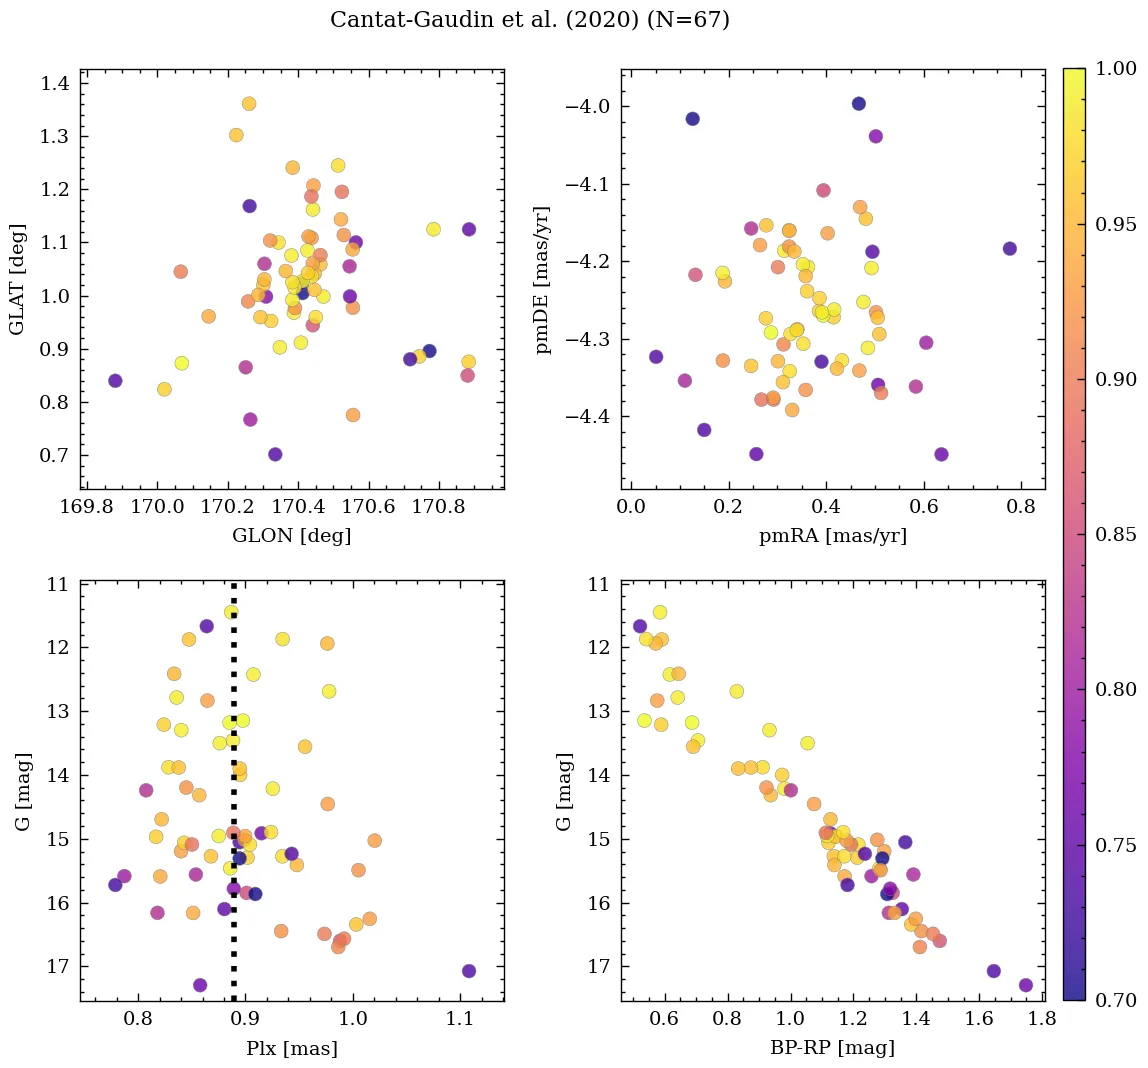 Cantat-Gaudin et al. (2020) (N=67)
1.4
1.3
1.2
1.1
1.0
0.9
0.8
0.7
GLAT [deg]
169.8 170.0 170.2 170.4 170.6 170.8
GLON [deg]
−4.0
−4.1
−4.2
−4.3
−4.4
pmDE [mas/yr]
0.0 0.2 0.4 0.6 0.8
pmRA [mas/yr]
11
12
13
14
15
16
17
G [mag]
0.8 0.9 1.0 1.1
Plx [mas]
11
12
13
14
15
16
17
G [mag]
0.6 0.8 1.0 1.2 1.4 1.6 1.8
BP-RP [mag]
1.00
0.95
0.90
0.85
0.80
0.75
0.70